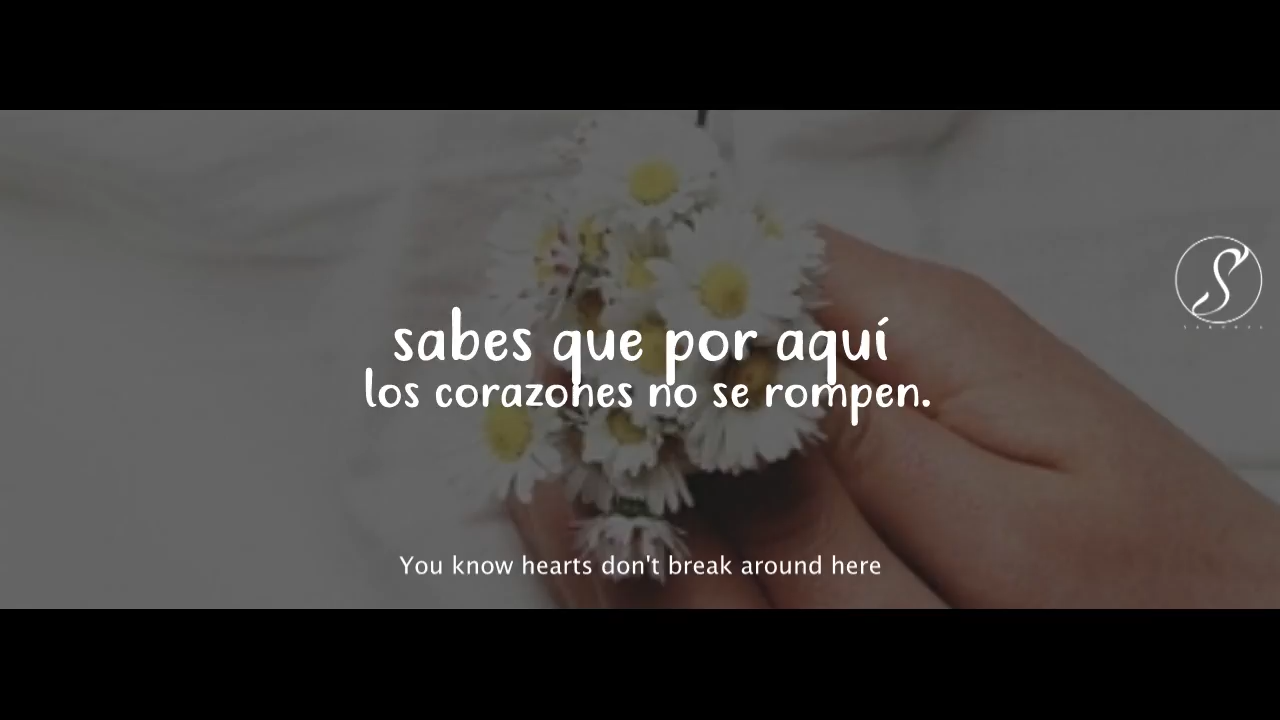 S
sabes que por aquí
los corazones no se rompen.
You know hearts don't break around here